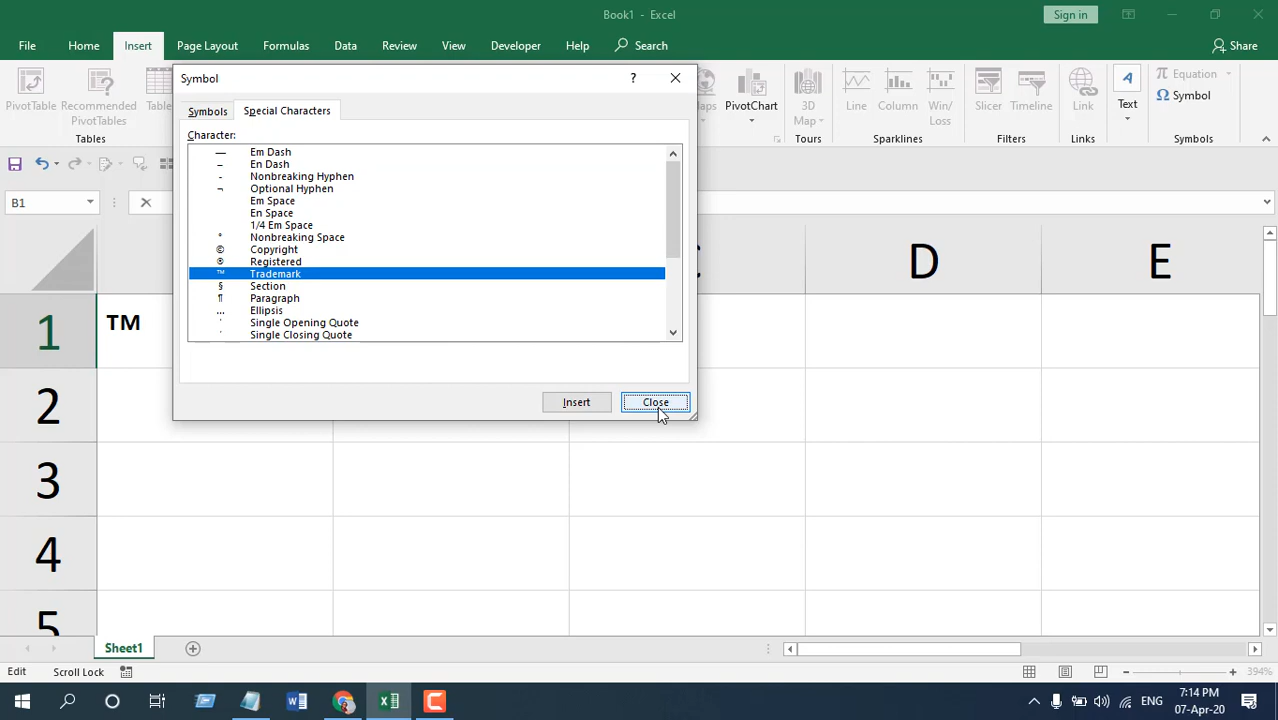 Book1 - Excel
Sign in
File Home Insert Page Layout Formulas Data Review View Developer Help Search Share
PivotTable
Recommended
PivotTables
Table
Tables
Maps
PivotChart
3D
Map
Tours
Line
Column
Win/
Loss
Sparklines
Slicer
Timeline
Filters
Link
Links
Text
Equation
Symbol
Symbols
Symbol
?
Symbols
Special Characters
Character:
— Em Dash
– En Dash
- Nonbreaking Hyphen
¬ Optional Hyphen
Em Space
En Space
1/4 Em Space
° Nonbreaking Space
© Copyright
® Registered
™ Trademark
§ Section
¶ Paragraph
… Ellipsis
‘ Single Opening Quote
’ Single Closing Quote
Insert
Close
B1
C D E
1 ™
2
3
4
5
Sheet1
Edit Scroll Lock
394%
ENG
7:14 PM
07-Apr-20